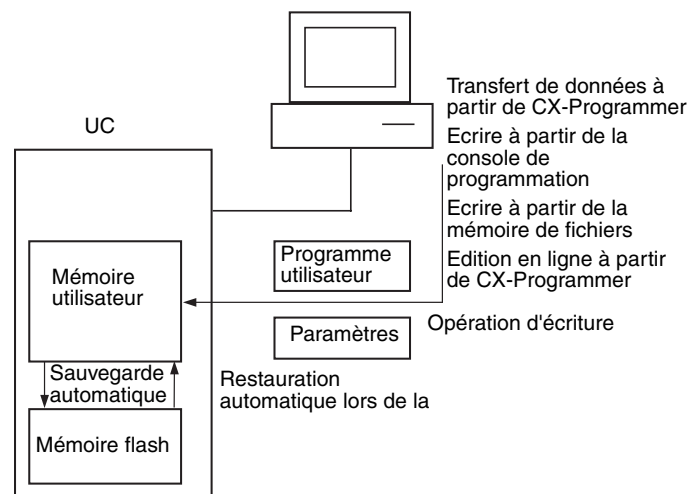 UC
Transfert de données à
partir de CX-Programmer
Ecrire à partir de la
console de
programmation
Ecrire à partir de la
mémoire de fichiers
Edition en ligne à partir
de CX-Programmer
Programme
utilisateur
Mémoire
utilisateur
Paramètres
Opération d'écriture
Sauvegarde
automatique
Restauration
automatique lors de la
Mémoire flash